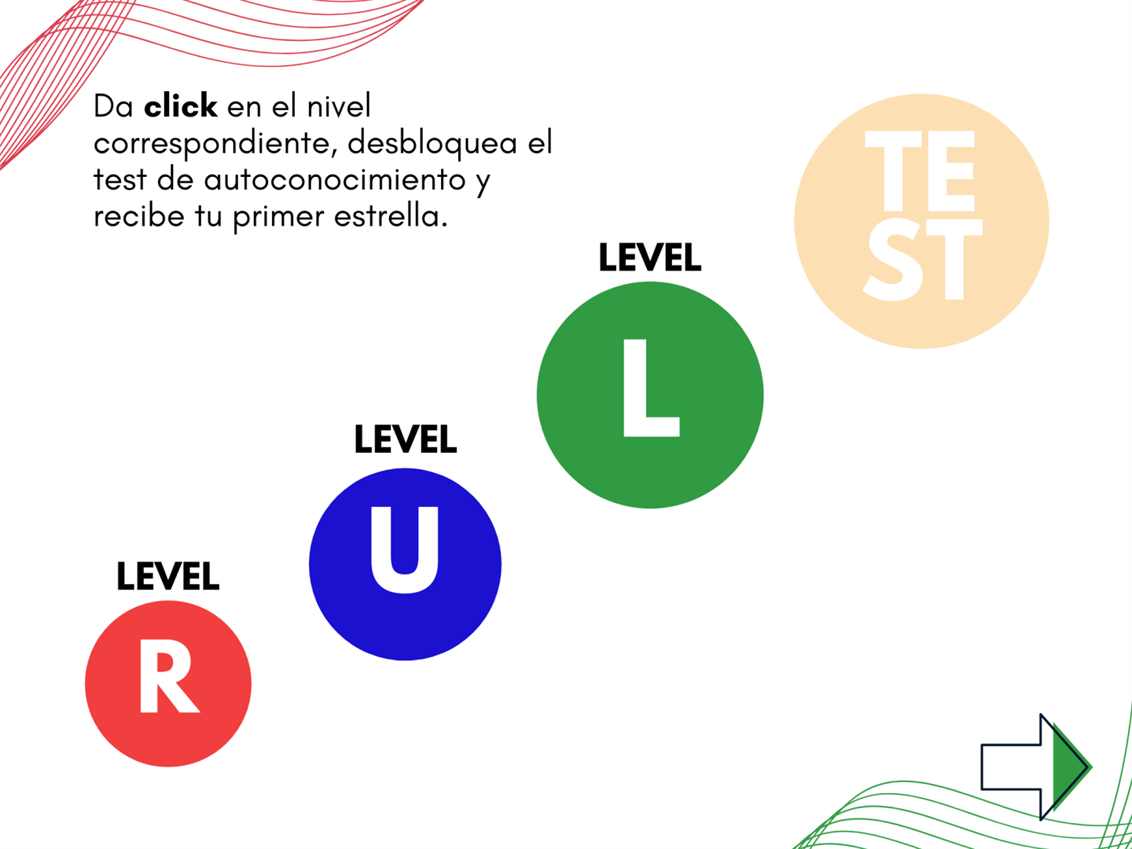 Da click en el nivel
correspondiente, desbloquea el
test de autoconocimiento y
recibe tu primer estrella.
TE
ST
LEVEL
L
LEVEL
U
LEVEL
R